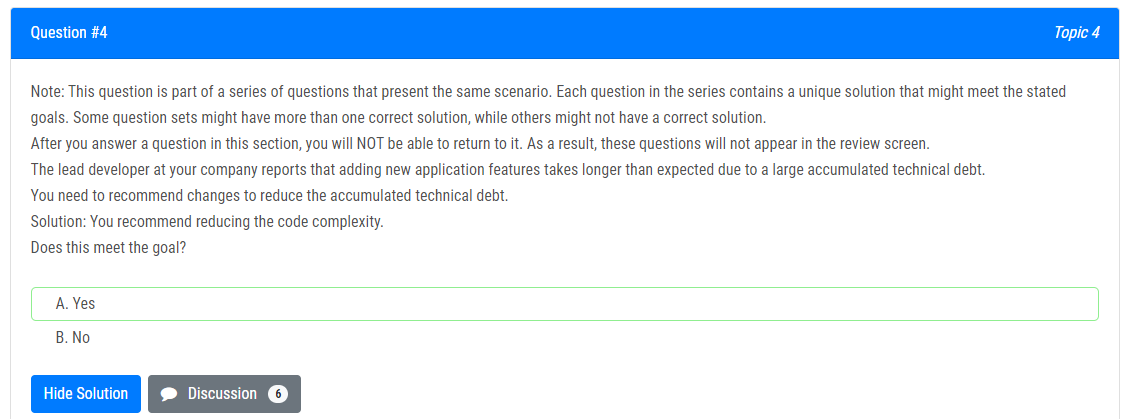 Question #4
Topic 4
Note: This question is part of a series of questions that present the same scenario. Each question in the series contains a unique solution that might meet the stated
goals. Some question sets might have more than one correct solution, while others might not have a correct solution.
After you answer a question in this section, you will NOT be able to return to it. As a result, these questions will not appear in the review screen.
The lead developer at your company reports that adding new application features takes longer than expected due to a large accumulated technical debt.
You need to recommend changes to reduce the accumulated technical debt.
Solution: You recommend reducing the code complexity.
Does this meet the goal?
A. Yes
B. No
Hide Solution
Discussion 6